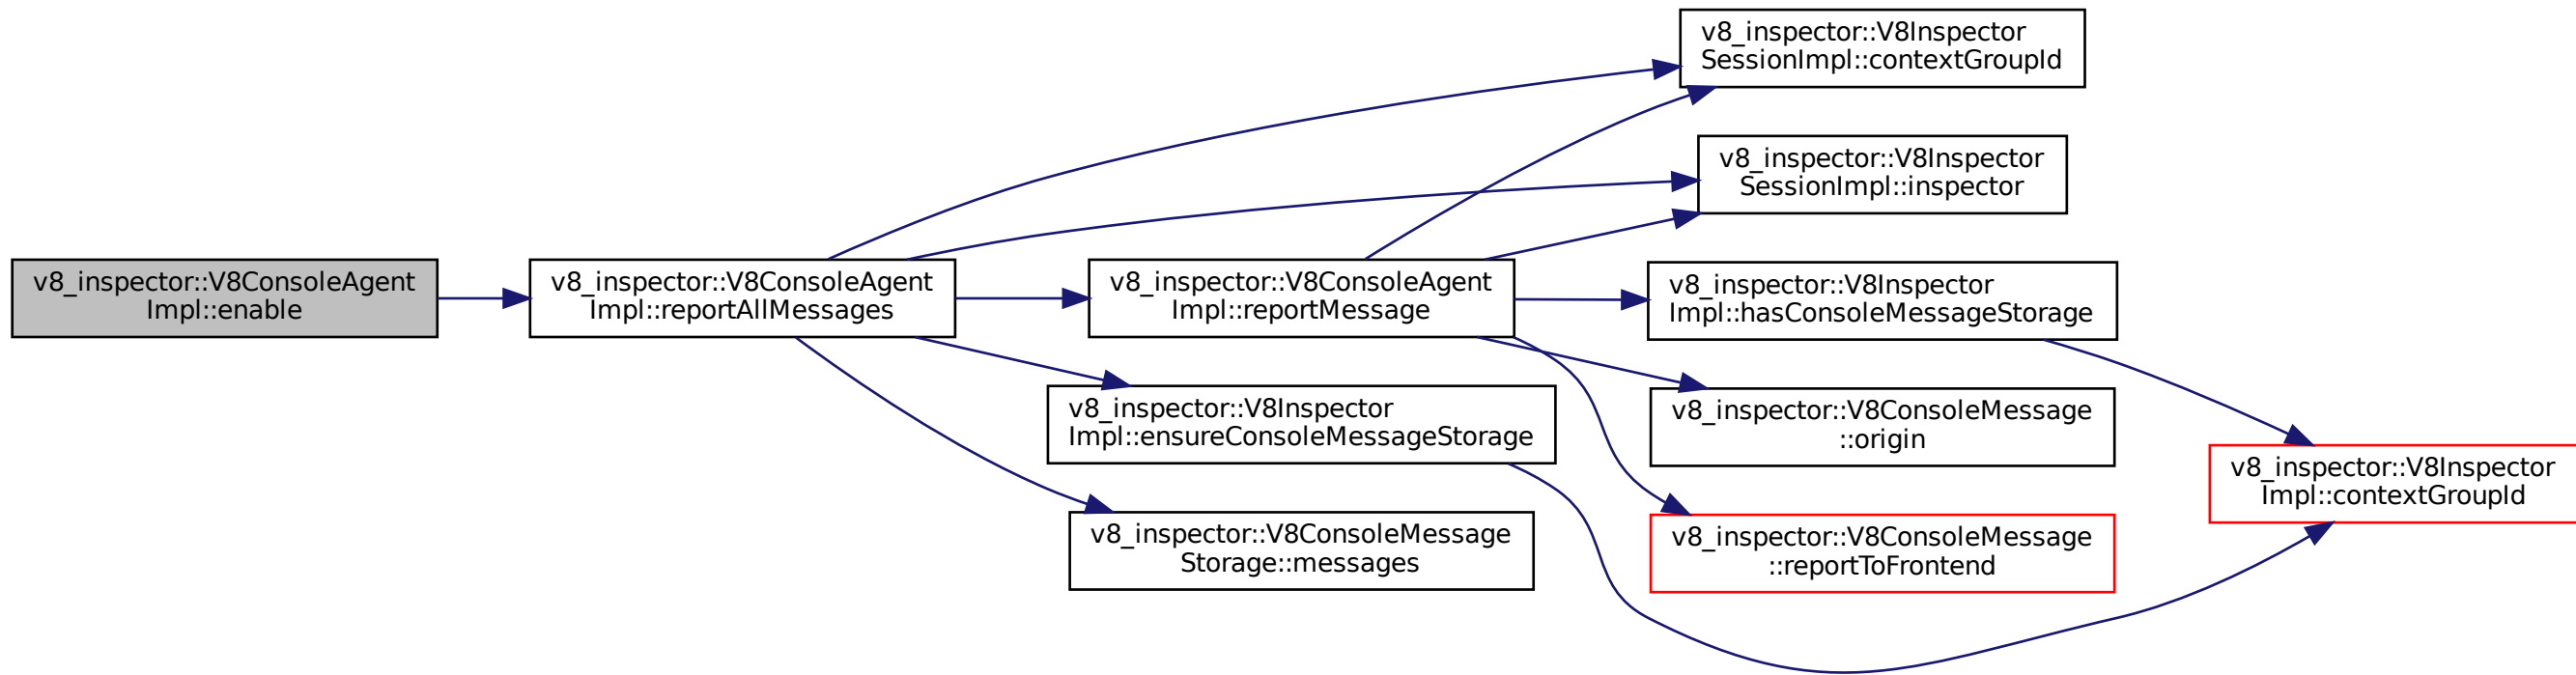 v8_inspector::V8ConsoleAgent
Impl::enable
v8_inspector::V8ConsoleAgent
Impl::reportAllMessages
v8_inspector::V8ConsoleAgent
Impl::reportMessage
v8_inspector::V8Inspector
Impl::ensureConsoleMessageStorage
v8_inspector::V8ConsoleMessage
Storage::messages
v8_inspector::V8Inspector
SessionImpl::contextGroupId
v8_inspector::V8Inspector
SessionImpl::inspector
v8_inspector::V8Inspector
Impl::hasConsoleMessageStorage
v8_inspector::V8ConsoleMessage
::origin
v8_inspector::V8ConsoleMessage
::reportToFrontend
v8_inspector::V8Inspector
Impl::contextGroupId